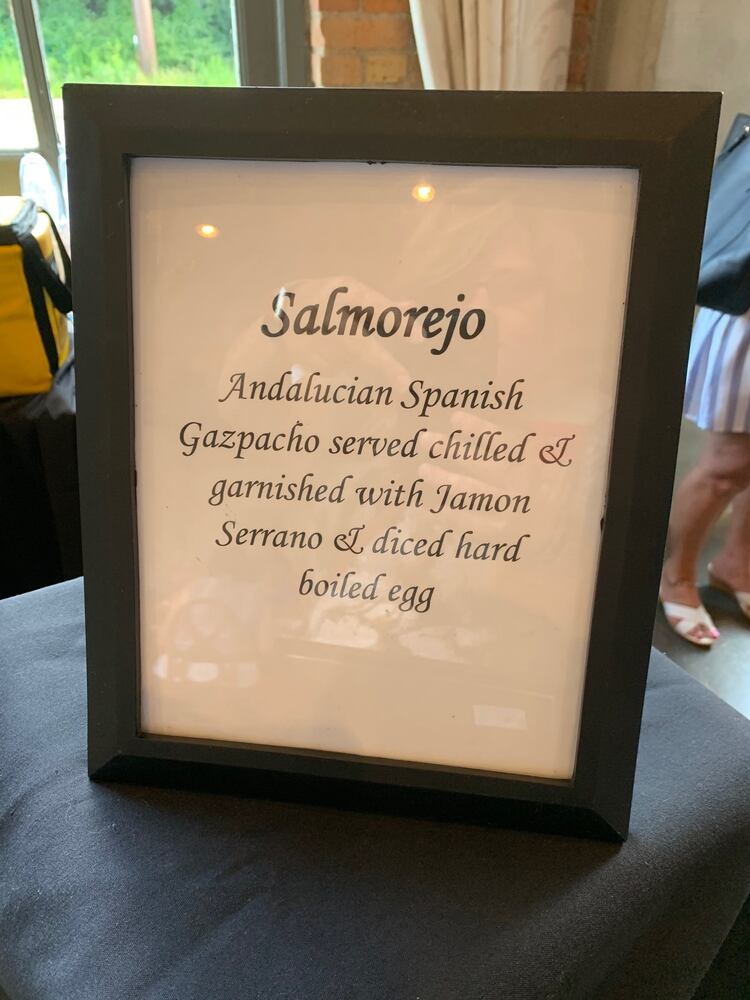 Salmorejo
Andalucian Spanish
Gazpacho served chilled &
garnished with Jamon
Serrano & diced hard
boiled egg